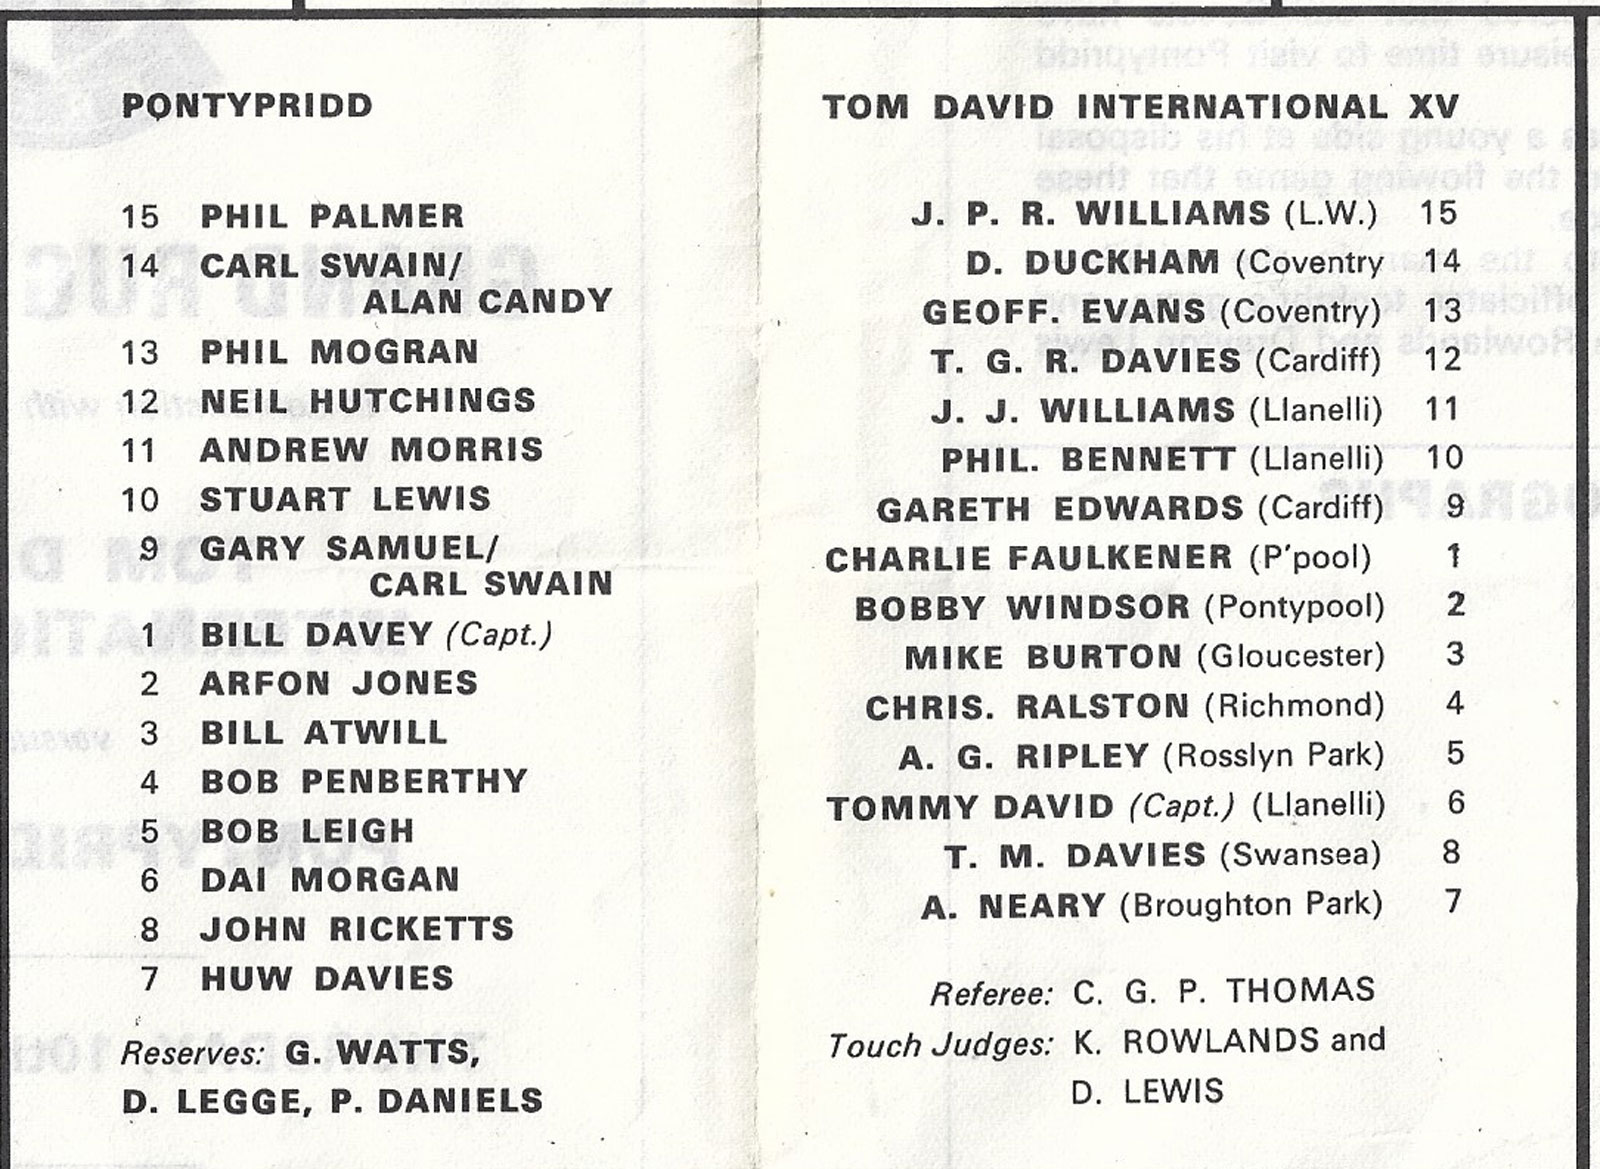 PONTYPRIDD
15 PHIL PALMER
14 CARL SWAIN/
ALAN CANDY
13 PHIL MOGRAN
12 NEIL HUTCHINGS
11 ANDREW MORRIS
10 STUART LEWIS
9 GARY SAMUEL/
CARL SWAIN
1 BILL DAVEY (Capt.)
2 ARFON JONES
3 BILL ATWILL
4 BOB PENBERTHY
5 BOB LEIGH
6 DAI MORGAN
8 JOHN RICKETTS
7 HUW DAVIES
Reserves: G. WATTS,
D. LEGGE, P. DANIELS
TOM DAVID INTERNATIONAL XV
J. P. R. WILLIAMS (L.W.) 15
D. DUCKHAM (Coventry 14
GEOFF. EVANS (Coventry) 13
T. G. R. DAVIES (Cardiff) 12
J. J. WILLIAMS (Llanelli) 11
PHIL. BENNETT (Llanelli) 10
GARETH EDWARDS (Cardiff) 9
CHARLIE FAULKENER (P'pool) 1
BOBBY WINDSOR (Pontypool) 2
MIKE BURTON (Gloucester) 3
CHRIS. RALSTON (Richmond) 4
A. G. RIPLEY (Rosslyn Park) 5
TOMMY DAVID (Capt.) (Llanelli) 6
T. M. DAVIES (Swansea) 8
A. NEARY (Broughton Park) 7
Referee: C. G. P. THOMAS
Touch Judges: K. ROWLANDS and
D. LEWIS